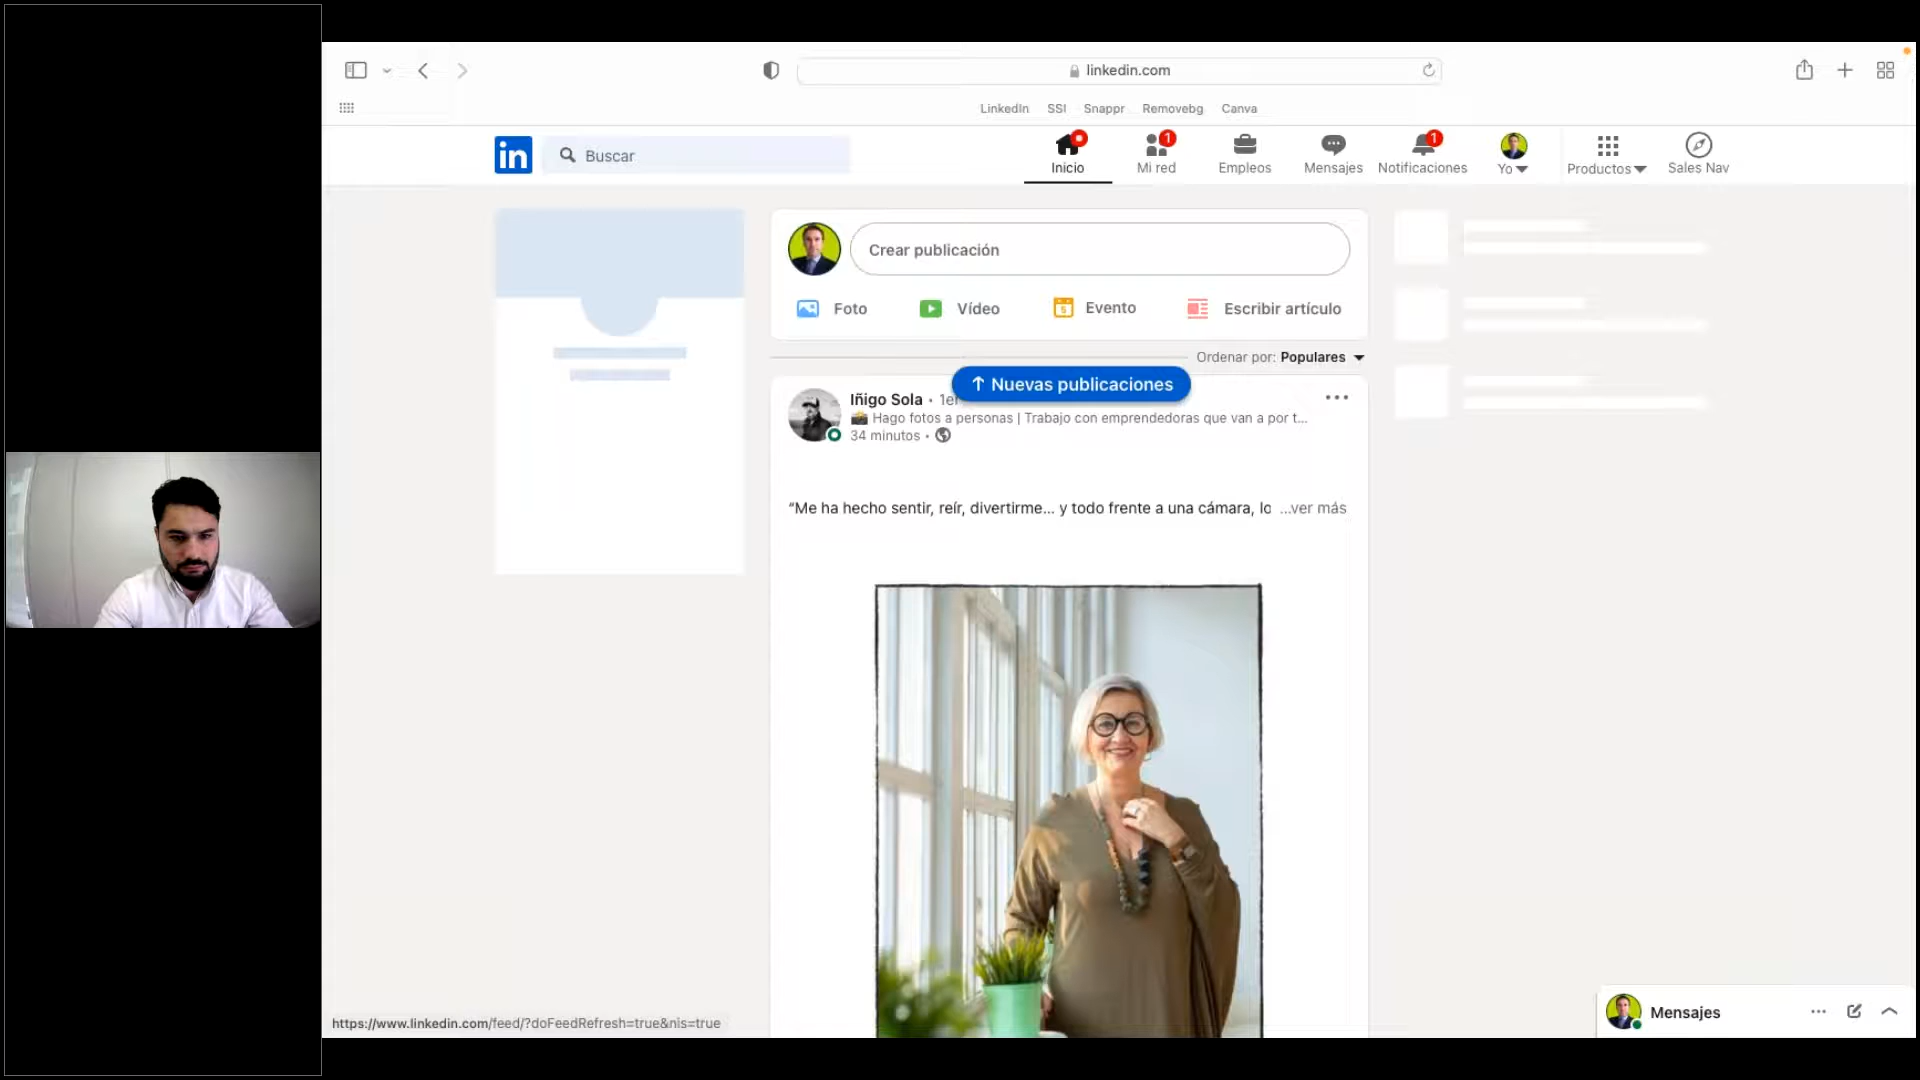 linkedin.com
LinkedIn SSI Snappr Removebg Canva
in Buscar
1 1
Inicio Mi red Empleos Mensajes Notificaciones Yo Productos Sales Nav
Crear publicación
Foto Vídeo Evento Escribir artículo
Ordenar por: Populares
↑ Nuevas publicaciones
Iñigo Sola • 1er
Hago fotos a personas | Trabajo con emprendedoras que van a por t...
34 minutos •
“Me ha hecho sentir, reír, divertirme... y todo frente a una cámara, lo ...ver más
https://www.linkedin.com/feed/?doFeedRefresh=true&nis=true
Mensajes